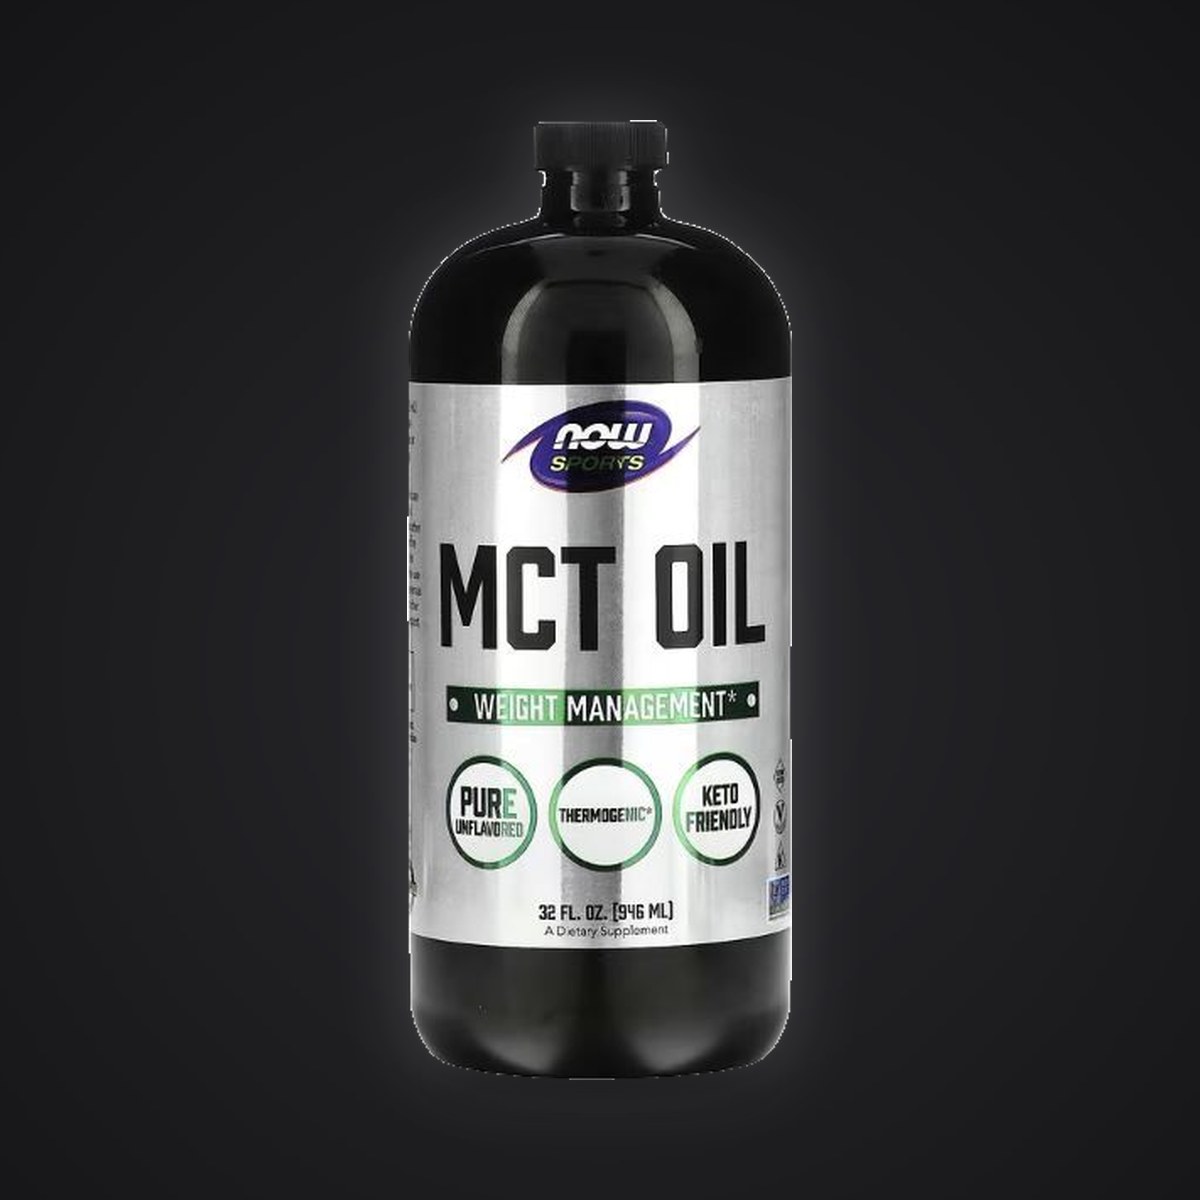 now
SPORTS
MCT OIL
• WEIGHT MANAGEMENT* •
PURE
UNFLAVORED
THERMOGENIC*
KETO
FRIENDLY
32 FL. OZ. (946 ML)
A Dietary Supplement